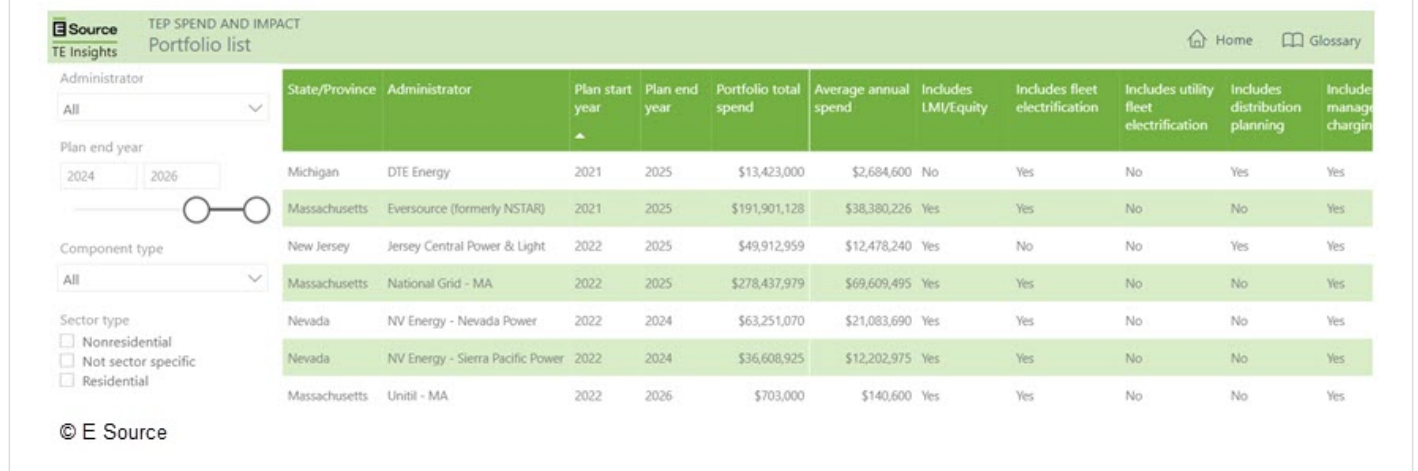 E Source
TE Insights
TEP SPEND AND IMPACT
Portfolio list
Home
Glossary
Administrator
All
Plan end year
2024 2026
Component type
All
Sector type
Nonresidential
Not sector specific
Residential
State/Province Administrator Plan start year Plan end year Portfolio total spend Average annual spend Includes LMI/Equity Includes fleet electrification Includes utility fleet electrification Includes distribution planning Include manage chargin
Michigan DTE Energy 2021 2025 $13,423,000 $2,684,600 No Yes No Yes Yes
Massachusetts Eversource (formerly NSTAR) 2021 2025 $191,901,128 $38,380,226 Yes Yes No No Yes
New Jersey Jersey Central Power & Light 2022 2025 $49,912,959 $12,478,240 Yes No No Yes Yes
Massachusetts National Grid - MA 2022 2025 $278,437,979 $69,609,495 Yes Yes No No Yes
Nevada NV Energy - Nevada Power 2022 2024 $63,251,070 $21,083,690 Yes Yes No No Yes
Nevada NV Energy - Sierra Pacific Power 2022 2024 $36,608,925 $12,202,975 Yes Yes No No Yes
Massachusetts Unitil - MA 2022 2026 $703,000 $140,600 Yes Yes No No Yes
© E Source